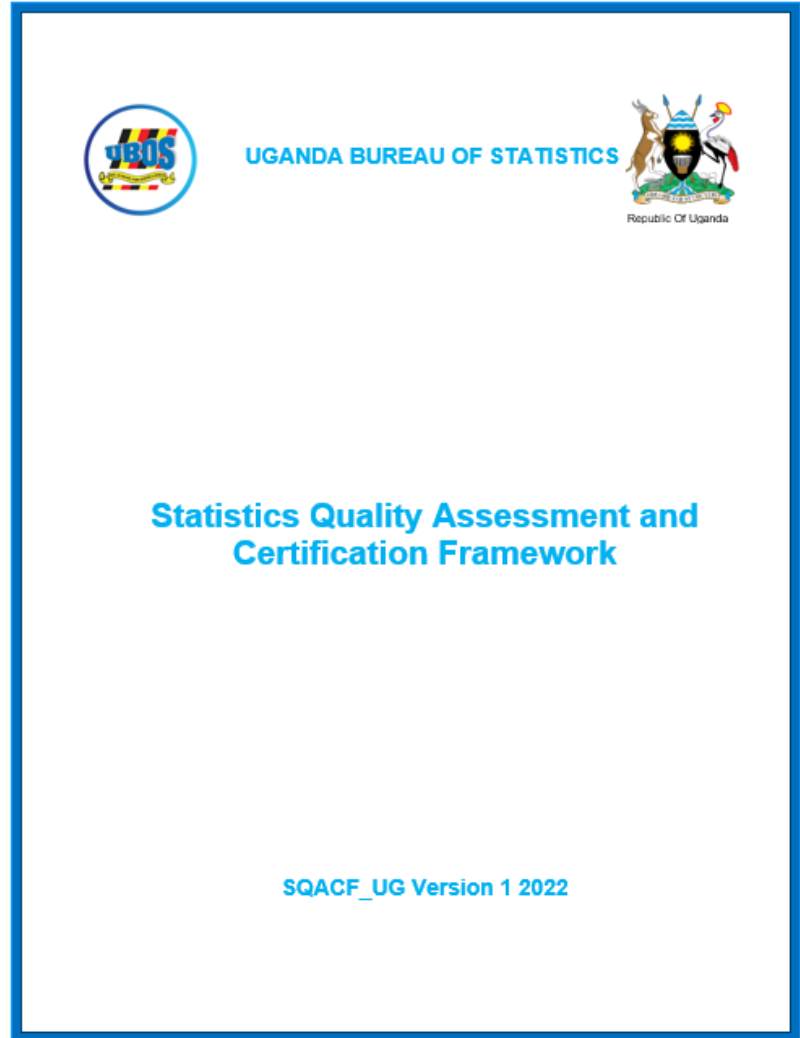 UBOS
UGANDA BUREAU OF STATISTICS
Republic Of Uganda
Statistics Quality Assessment and
Certification Framework
SQACF_UG Version 1 2022